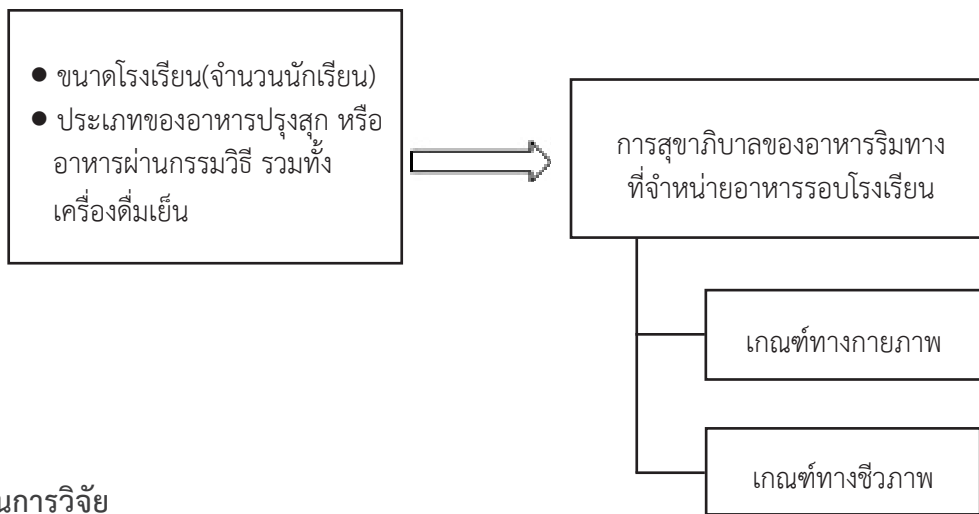 ● ขนาดโรงเรียน(จำนวนนักเรียน)
● ประเภทของอาหารปรุงสุก หรือ
อาหารผ่านกรรมวิธี รวมทั้ง
เครื่องดื่มเย็น
การสุขาภิบาลของอาหารริมทาง
ที่จำหน่ายอาหารรอบโรงเรียน
เกณฑ์ทางกายภาพ
เกณฑ์ทางชีวภาพ
นการวิจัย